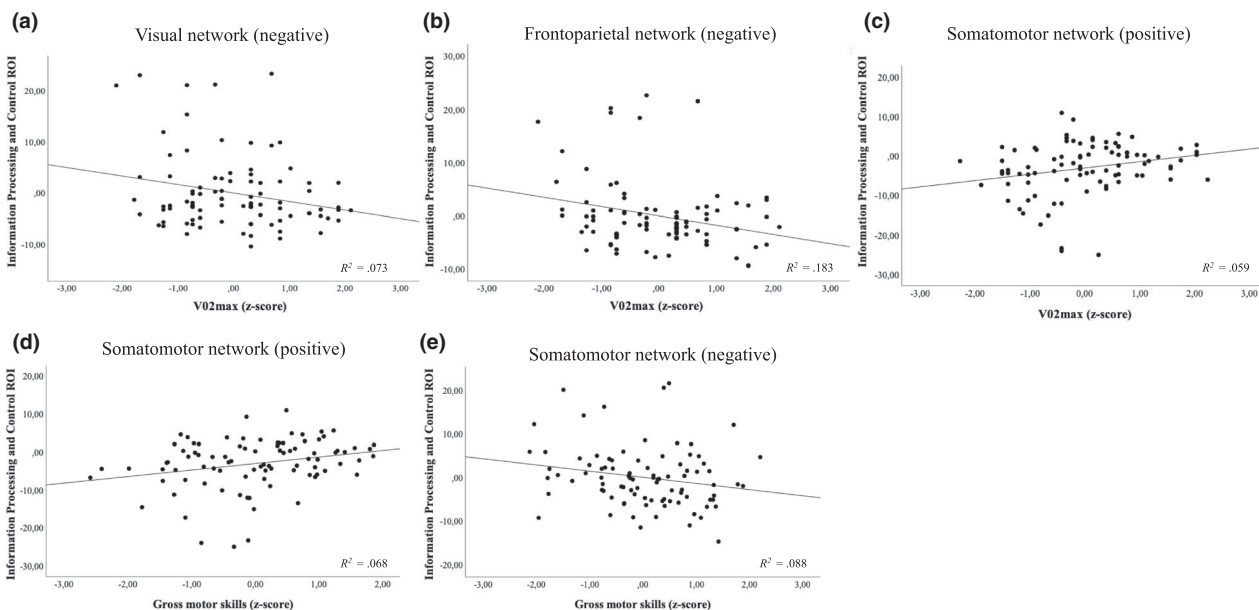 (a)
Visual network (negative)
Information Processing and Control ROI
20,00
10,00
,00
-10,00
R² = .073
-3,00 -2,00 -1,00 ,00 1,00 2,00 3,00
V02max (z-score)
(b)
Frontoparietal network (negative)
Information Processing and Control ROI
30,00
20,00
10,00
,00
-10,00
R² = .183
-3,00 -2,00 -1,00 ,00 1,00 2,00 3,00
V02max (z-score)
(c)
Somatomotor network (positive)
Information Processing and Control ROI
20,00
10,00
,00
-10,00
-20,00
-30,00
R² = .059
-3,00 -2,00 -1,00 0,00 1,00 2,00 3,00
V02max (z-score)
(d)
Somatomotor network (positive)
Information Processing and Control ROI
20,00
10,00
,00
-10,00
-20,00
-30,00
R² = .068
-3,00 -2,00 -1,00 ,00 1,00 2,00
Gross motor skills (z-score)
(e)
Somatomotor network (negative)
Information Processing and Control ROI
20,00
10,00
,00
-10,00
-20,00
R² = .088
-3,00 -2,00 -1,00 ,00 1,00 2,00 3,00
Gross motor skills (z-score)